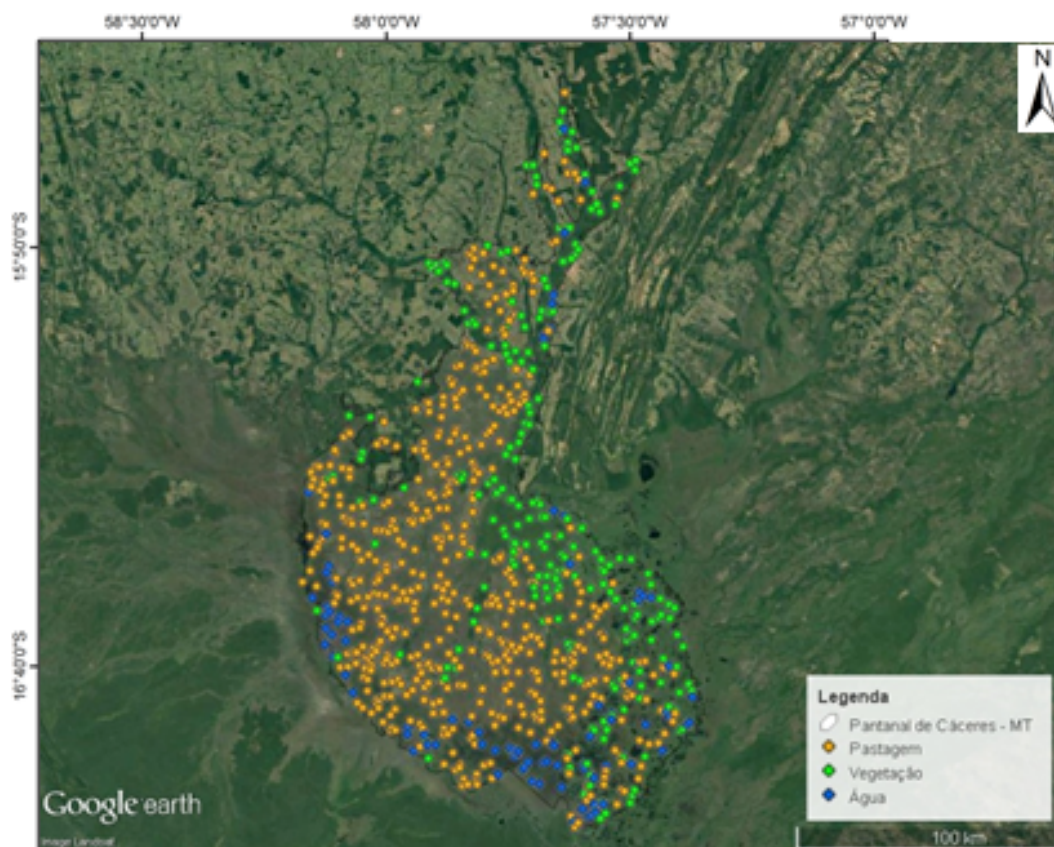 58°30'0"W 58°0'0"W 57°30'0"W 57°0'0"W
N
15°50'0"S
16°40'0"S
Legenda
Pantanal de Cáceres - MT
Pastagem
Vegetação
Água
Google earth
Image Landsat
100 km